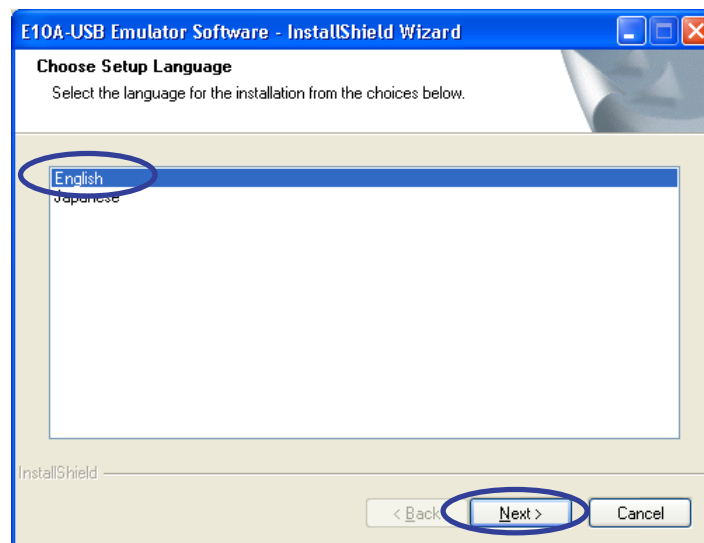 E10A-USB Emulator Software - InstallShield Wizard
Choose Setup Language
Select the language for the installation from the choices below.
English
Japanese
InstallShield
< Back
Next >
Cancel